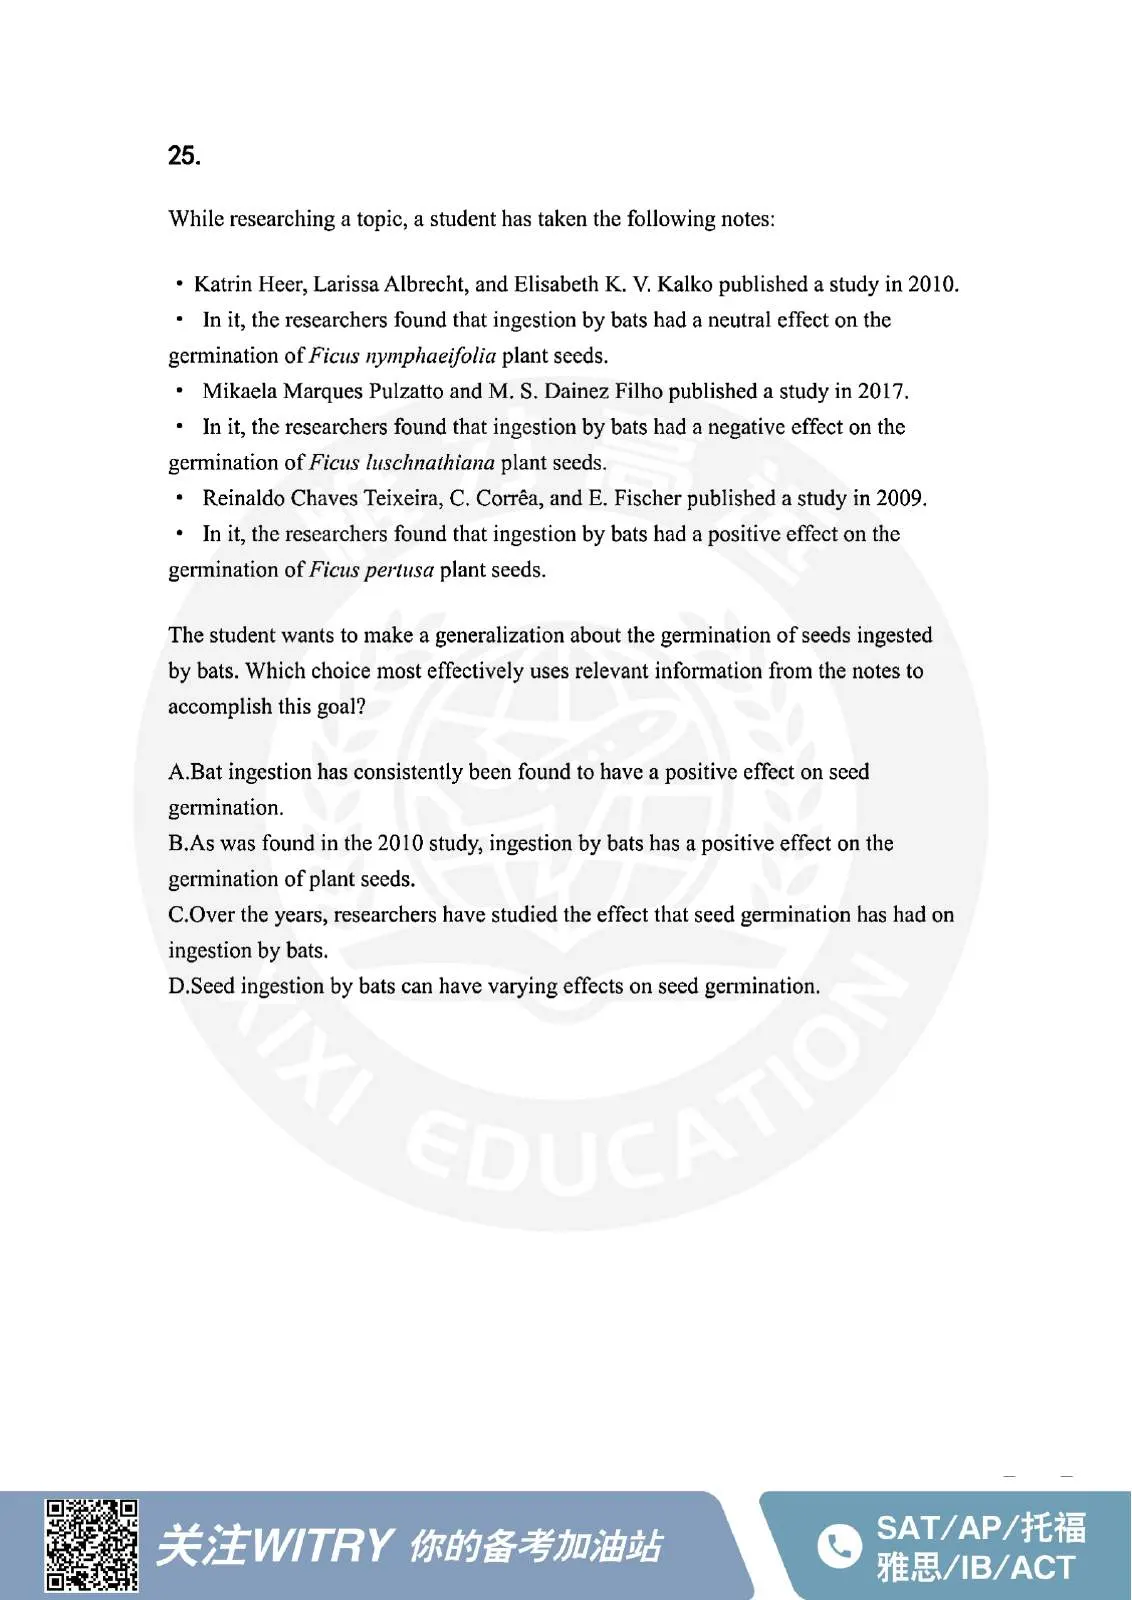 25.
While researching a topic, a student has taken the following notes:
• Katrin Heer, Larissa Albrecht, and Elisabeth K. V. Kalko published a study in 2010.
• In it, the researchers found that ingestion by bats had a neutral effect on the
germination of Ficus nymphaeifolia plant seeds.
• Mikaela Marques Pulzatto and M. S. Dainez Filho published a study in 2017.
• In it, the researchers found that ingestion by bats had a negative effect on the
germination of Ficus luschnathiana plant seeds.
• Reinaldo Chaves Teixeira, C. Corrêa, and E. Fischer published a study in 2009.
• In it, the researchers found that ingestion by bats had a positive effect on the
germination of Ficus pertusa plant seeds.
The student wants to make a generalization about the germination of seeds ingested
by bats. Which choice most effectively uses relevant information from the notes to
accomplish this goal?
A.Bat ingestion has consistently been found to have a positive effect on seed
germination.
B.As was found in the 2010 study, ingestion by bats has a positive effect on the
germination of plant seeds.
C.Over the years, researchers have studied the effect that seed germination has had on
ingestion by bats.
D.Seed ingestion by bats can have varying effects on seed germination.
XIXI EDUCATION
关注WITRY 你的备考加油站
SAT/AP/托福
雅思/IB/ACT